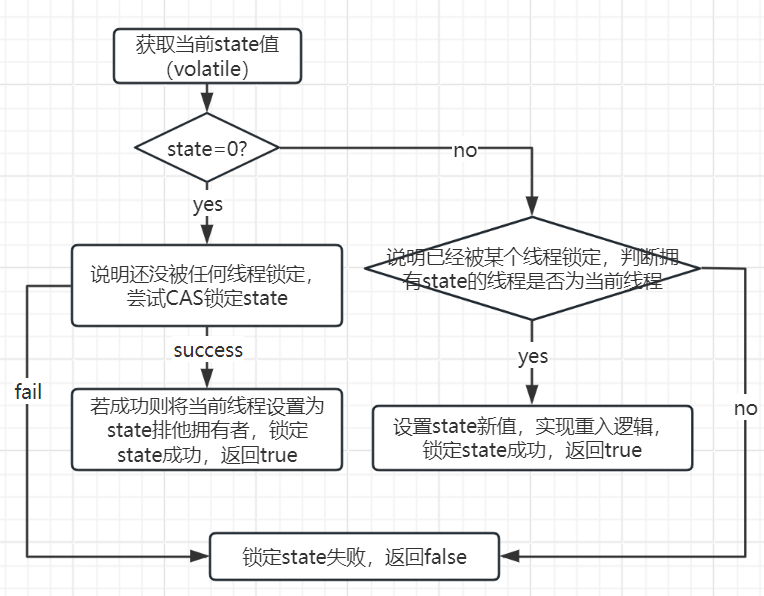 获取当前state值
（volatile）
state=0?
no
yes
说明还没被任何线程锁定，
尝试CAS锁定state
说明已经被某个线程锁定，判断拥
有state的线程是否为当前线程
success
yes
fail
no
若成功则将当前线程设置为
state排他拥有者，锁定
state成功，返回true
设置state新值，实现重入逻辑，
锁定state成功，返回true
锁定state失败，返回false